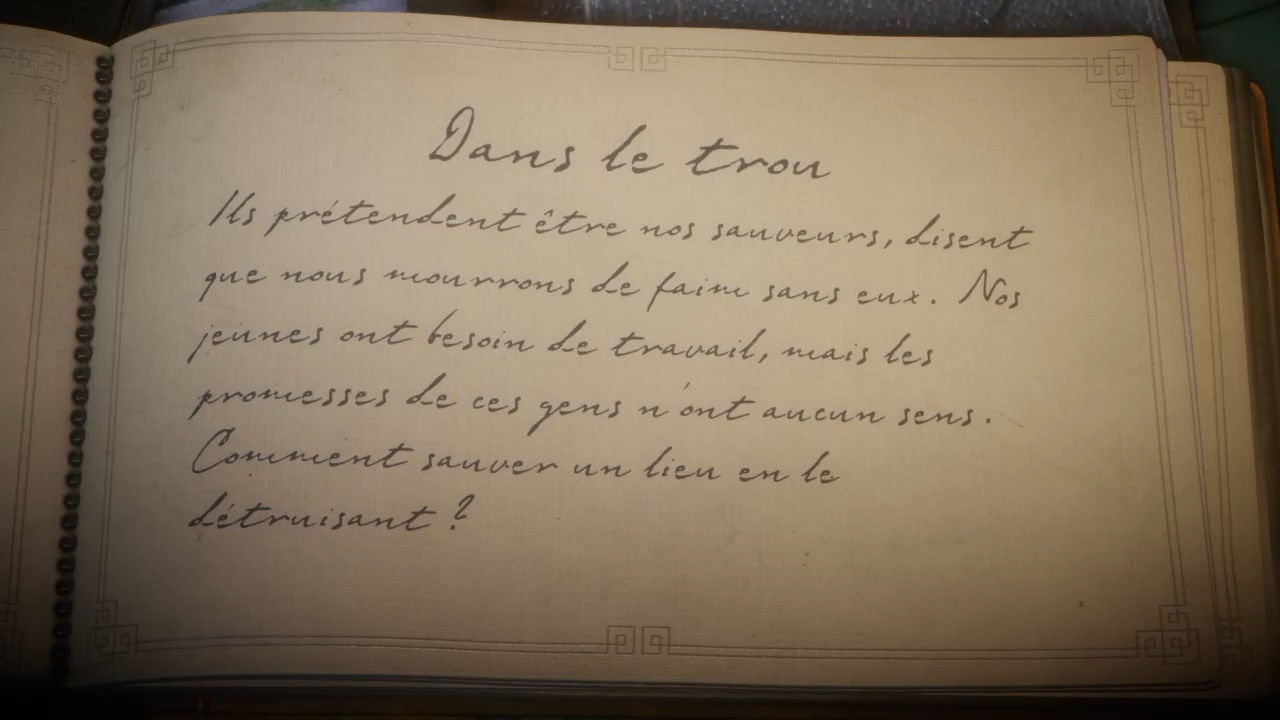 Dans le trou
Ils prétendent être nos sauveurs, disent
que nous mourrons de faim sans eux. Nos
jeunes ont besoin de travail, mais les
promesses de ces gens n'ont aucun sens.
Comment sauver un lieu en le
détruisant ?